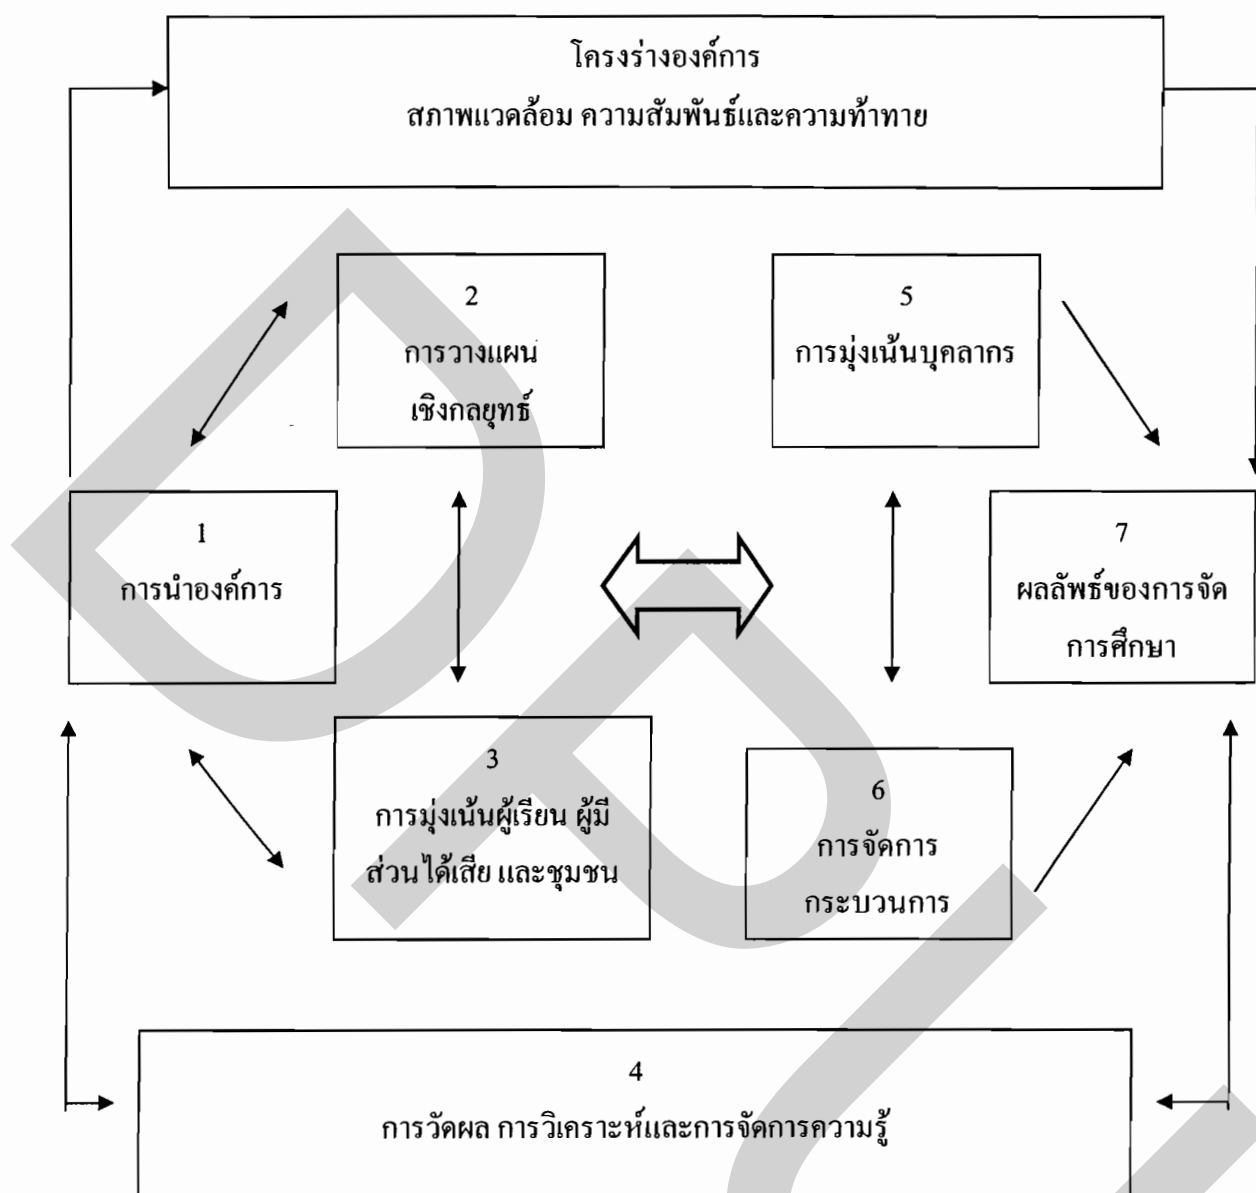 โครงร่างองค์การ
สภาพแวดล้อม ความสัมพันธ์และความท้าทาย
2
การวางแผน
เชิงกลยุทธ์
5
การมุ่งเน้นบุคลากร
1
การนำองค์การ
7
ผลลัพธ์ของการจัด
การศึกษา
3
การมุ่งเน้นผู้เรียน ผู้มี
ส่วนได้เสีย และชุมชน
6
การจัดการ
กระบวนการ
4
การวัดผล การวิเคราะห์และการจัดการความรู้